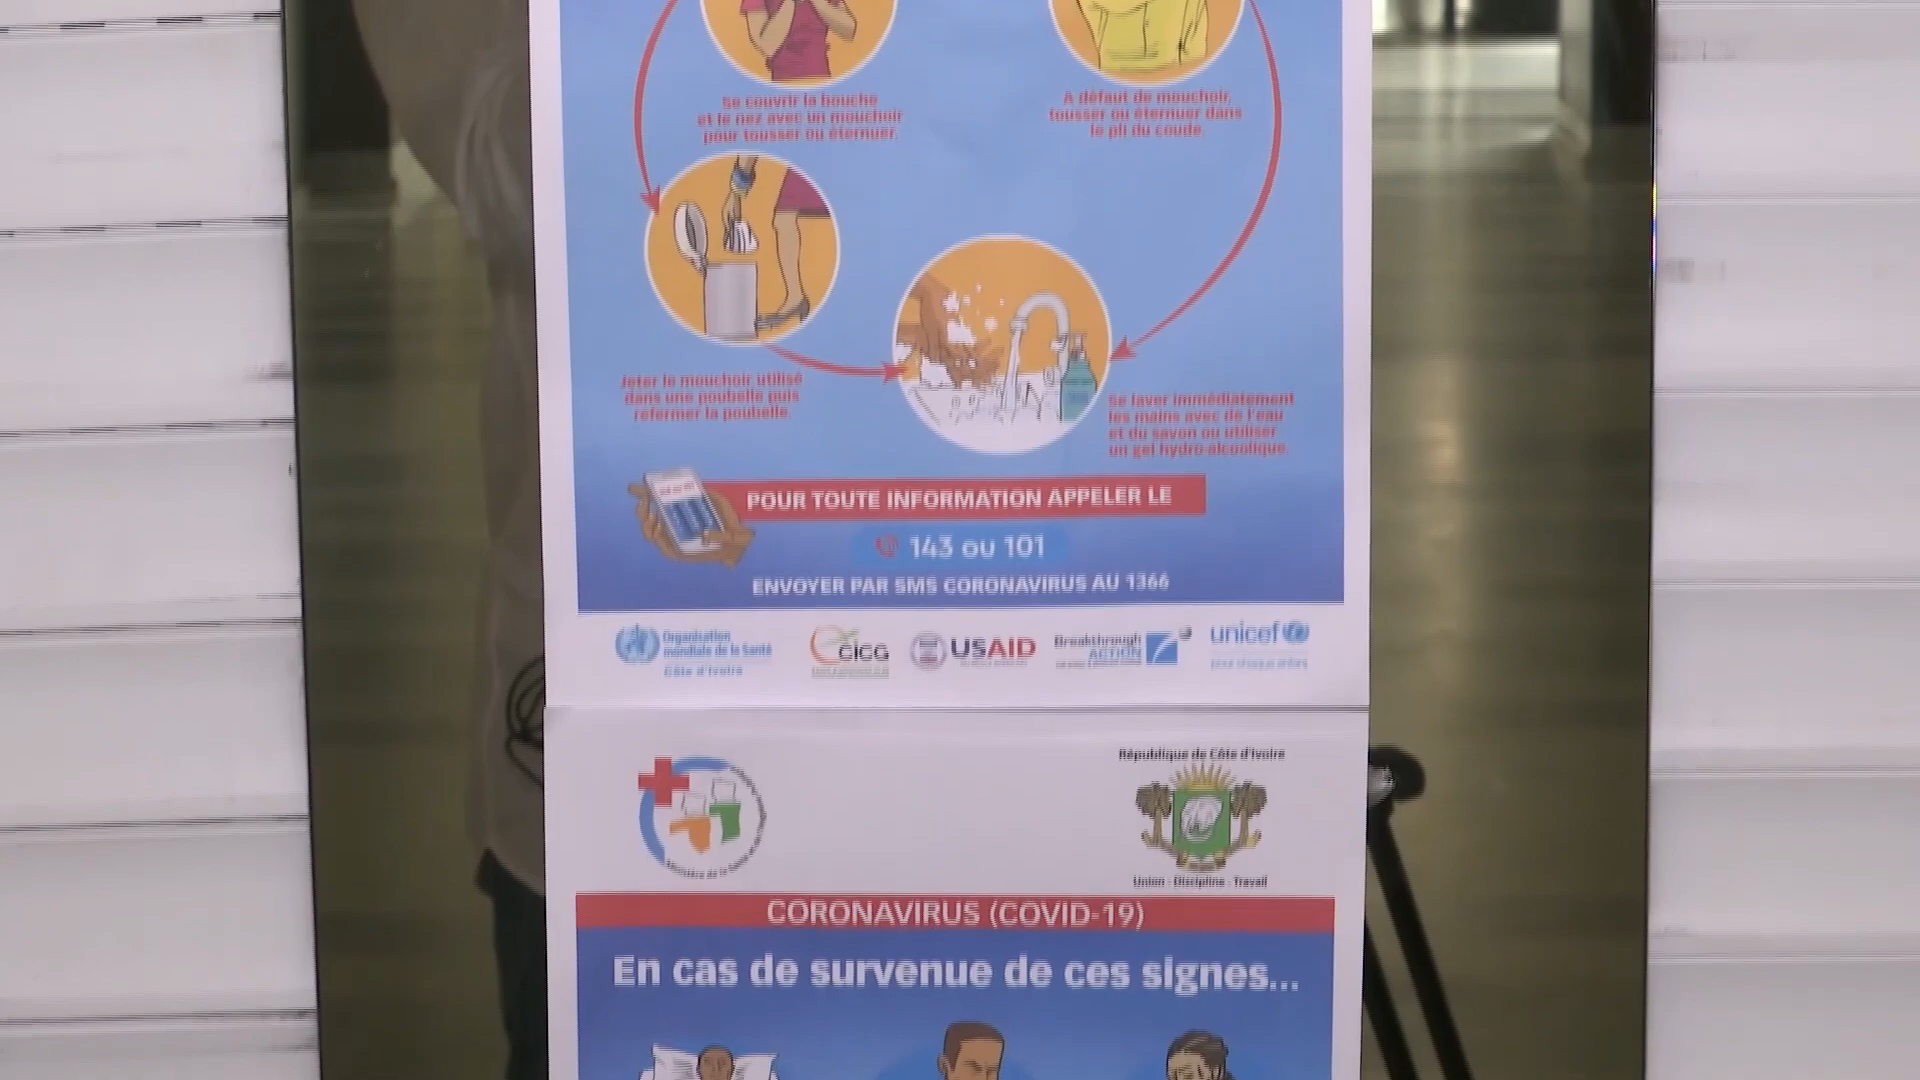 Se couvrir la bouche
et le nez avec un mouchoir
pour tousser ou éternuer.
A défaut de mouchoir,
tousser ou éternuer dans
le pli du coude.
Jeter le mouchoir utilisé
dans une poubelle puis
refermer la poubelle.
Se laver immédiatement
les mains avec de l'eau
et du savon ou utiliser
un gel hydro-alcoolique.
POUR TOUTE INFORMATION APPELER LE
143 ou 101
ENVOYER PAR SMS CORONAVIRUS AU 1366
Organisation
mondiale de la Santé
Côte d'Ivoire
CICG
USAID
Breakthrough
ACTION
unicef
pour chaque enfant
République de Côte d'Ivoire
Union - Discipline - Travail
CORONAVIRUS (COVID-19)
En cas de survenue de ces signes...